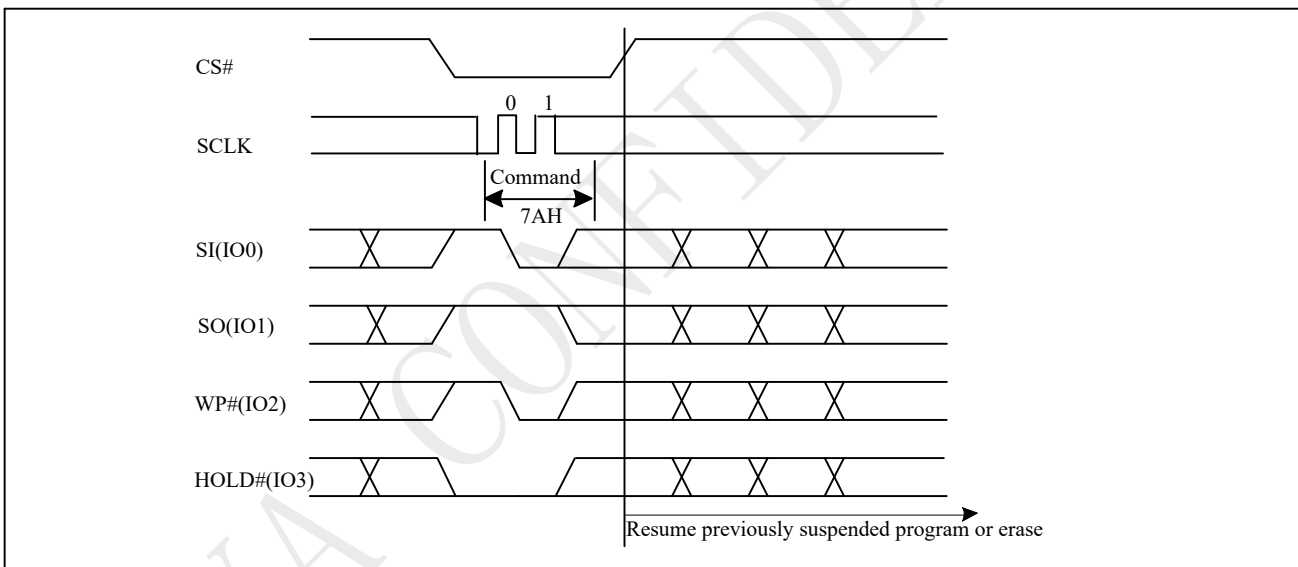 CS#
0 1
SCLK
Command
7AH
SI(IO0)
SO(IO1)
WP#(IO2)
HOLD#(IO3)
Resume previously suspended program or erase